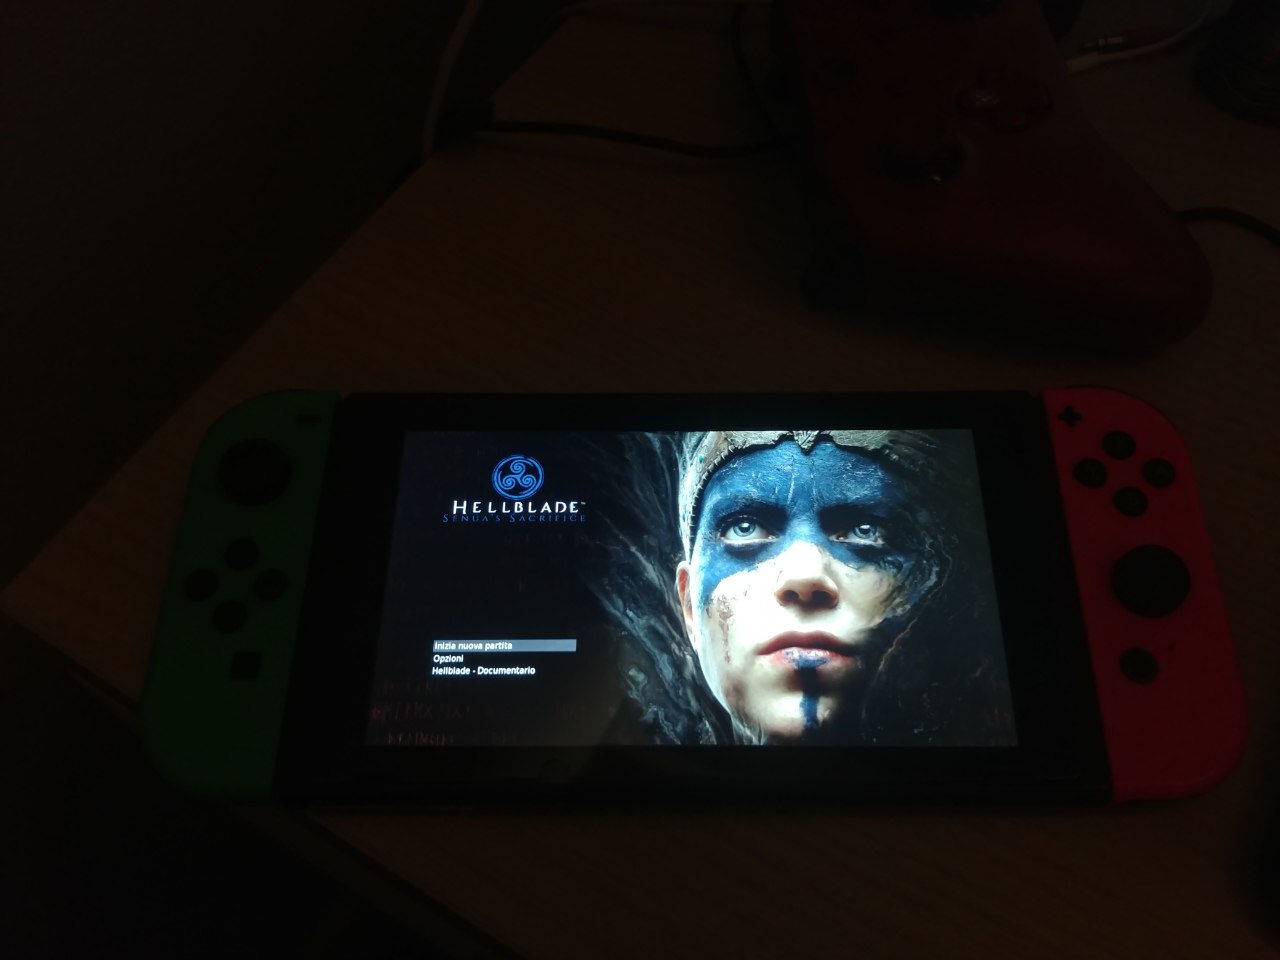 HELLBLADE™
SENUA'S SACRIFICE
Inizia nuova partita
Opzioni
Hellblade - Documentario